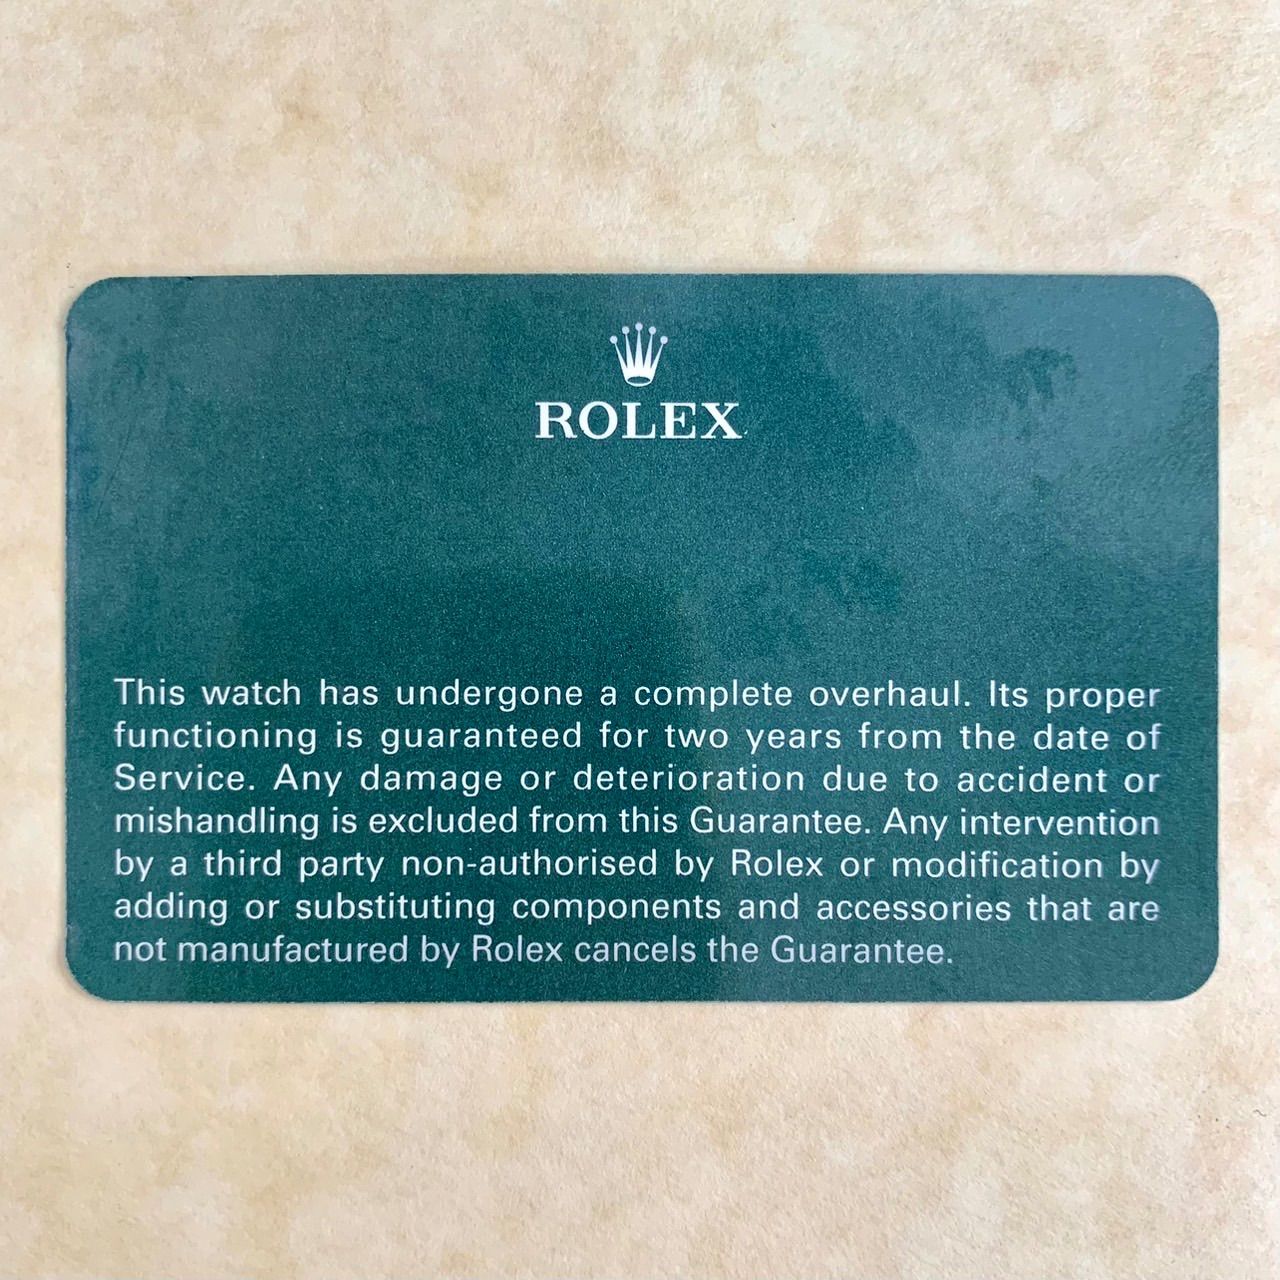 ROLEX
This watch has undergone a complete overhaul. Its proper
functioning is guaranteed for two years from the date of
Service. Any damage or deterioration due to accident or
mishandling is excluded from this Guarantee. Any intervention
by a third party non-authorised by Rolex or modification by
adding or substituting components and accessories that are
not manufactured by Rolex cancels the Guarantee.